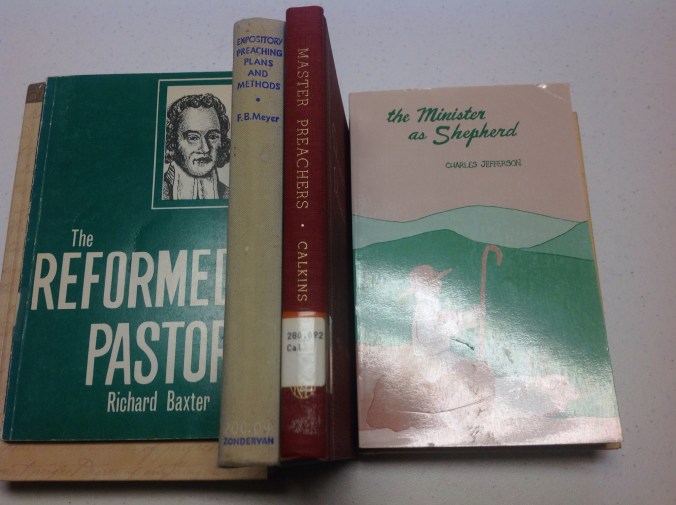 The
REFORMED
PASTOR
Richard Baxter
EXPOSITORY
PREACHING
PLANS
AND
METHODS
•
F.B.Meyer
ZONDERVAN
MASTER PREACHERS • CALKINS
Cal
the Minister
as Shepherd
CHARLES JEFFERSON